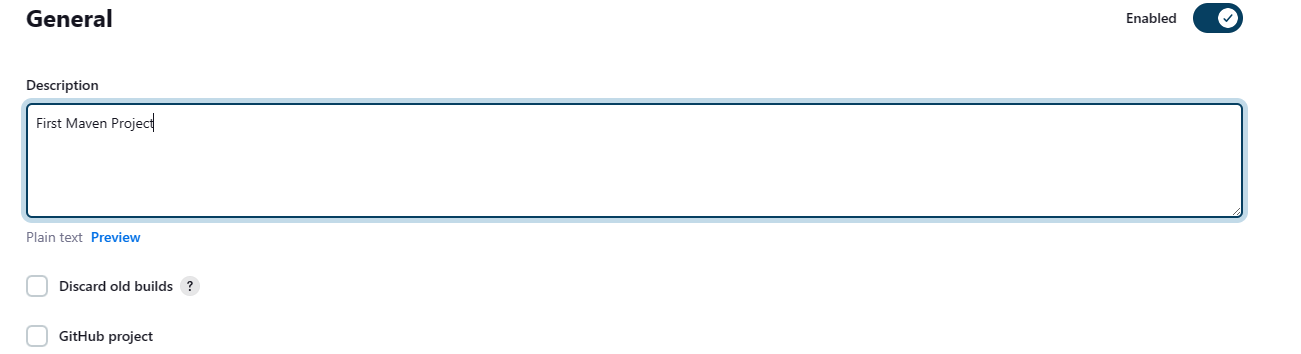 General
Enabled
Description
First Maven Project
Plain text Preview
Discard old builds ?
GitHub project